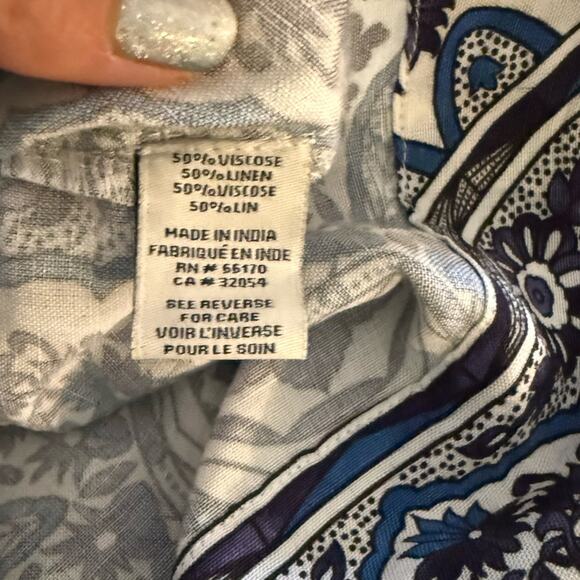 50% VISCOSE
50% LINEN
50% VISCOSE
50% LIN
MADE IN INDIA
FABRIQUÉ EN INDE
RN # 66170
CA # 32054
SEE REVERSE
FOR CARE
VOIR L'INVERSE
POUR LE SOIN